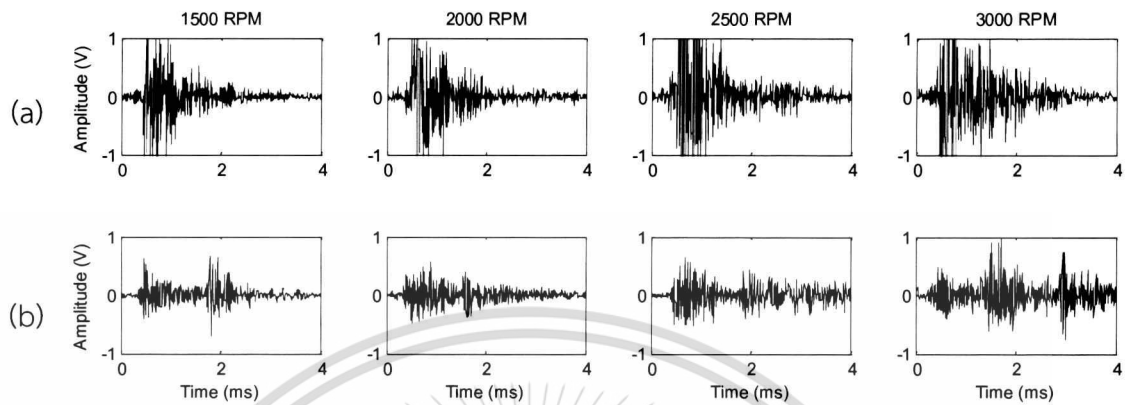 1500 RPM 2000 RPM 2500 RPM 3000 RPM
(a)
Amplitude (V)
1 1 1 1
0 0 0 0
-1 -1 -1 -1
0 2 4 0 2 4 0 2 4 0 2 4
(b)
Amplitude (V)
1 1 1 1
0 0 0 0
-1 -1 -1 -1
0 2 4 0 2 4 0 2 4 0 2 4
Time (ms) Time (ms) Time (ms) Time (ms)